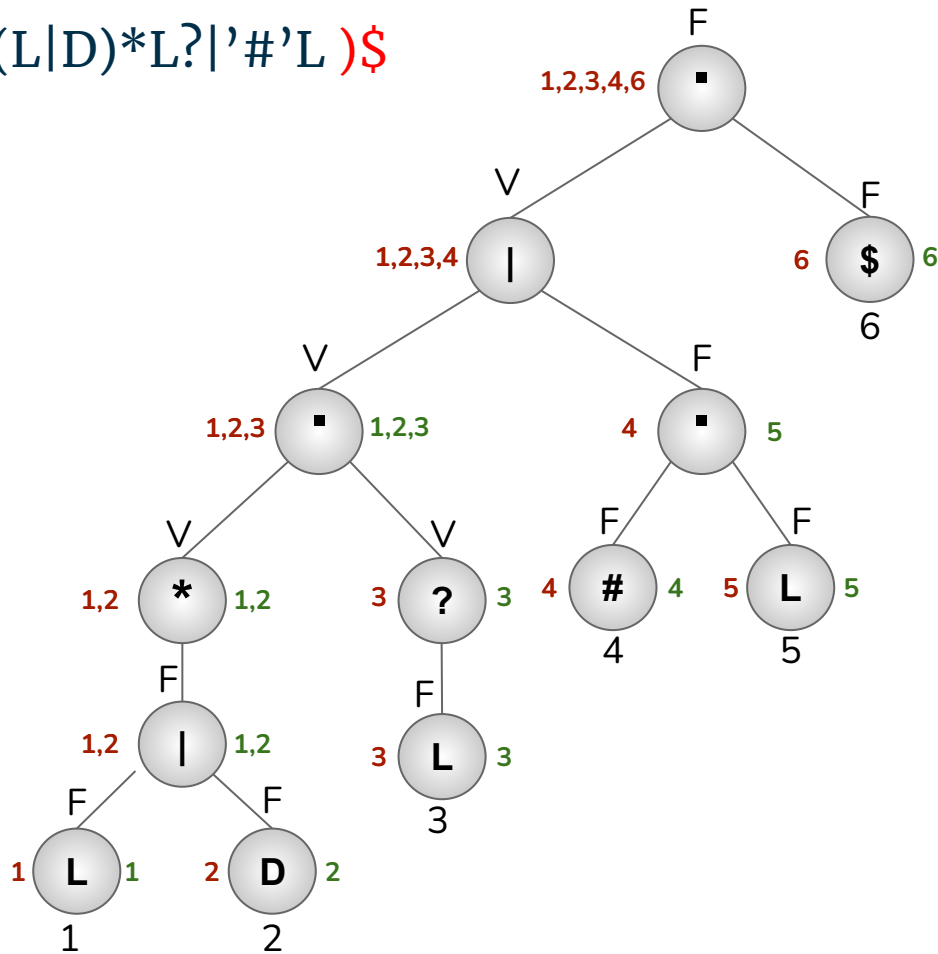 F
(L|D)*L?|’#’L )$
1,2,3,4,6 ▪
V F
1,2,3,4 | 6 $ 6
6
V F
1,2,3 ▪ 1,2,3 4 ▪ 5
V V F F
1,2 * 1,2 3 ? 3 4 # 4 5 L 5
4 5
F F
1,2 | 1,2 3 L 3
F F 3
1 L 1 2 D 2
1 2